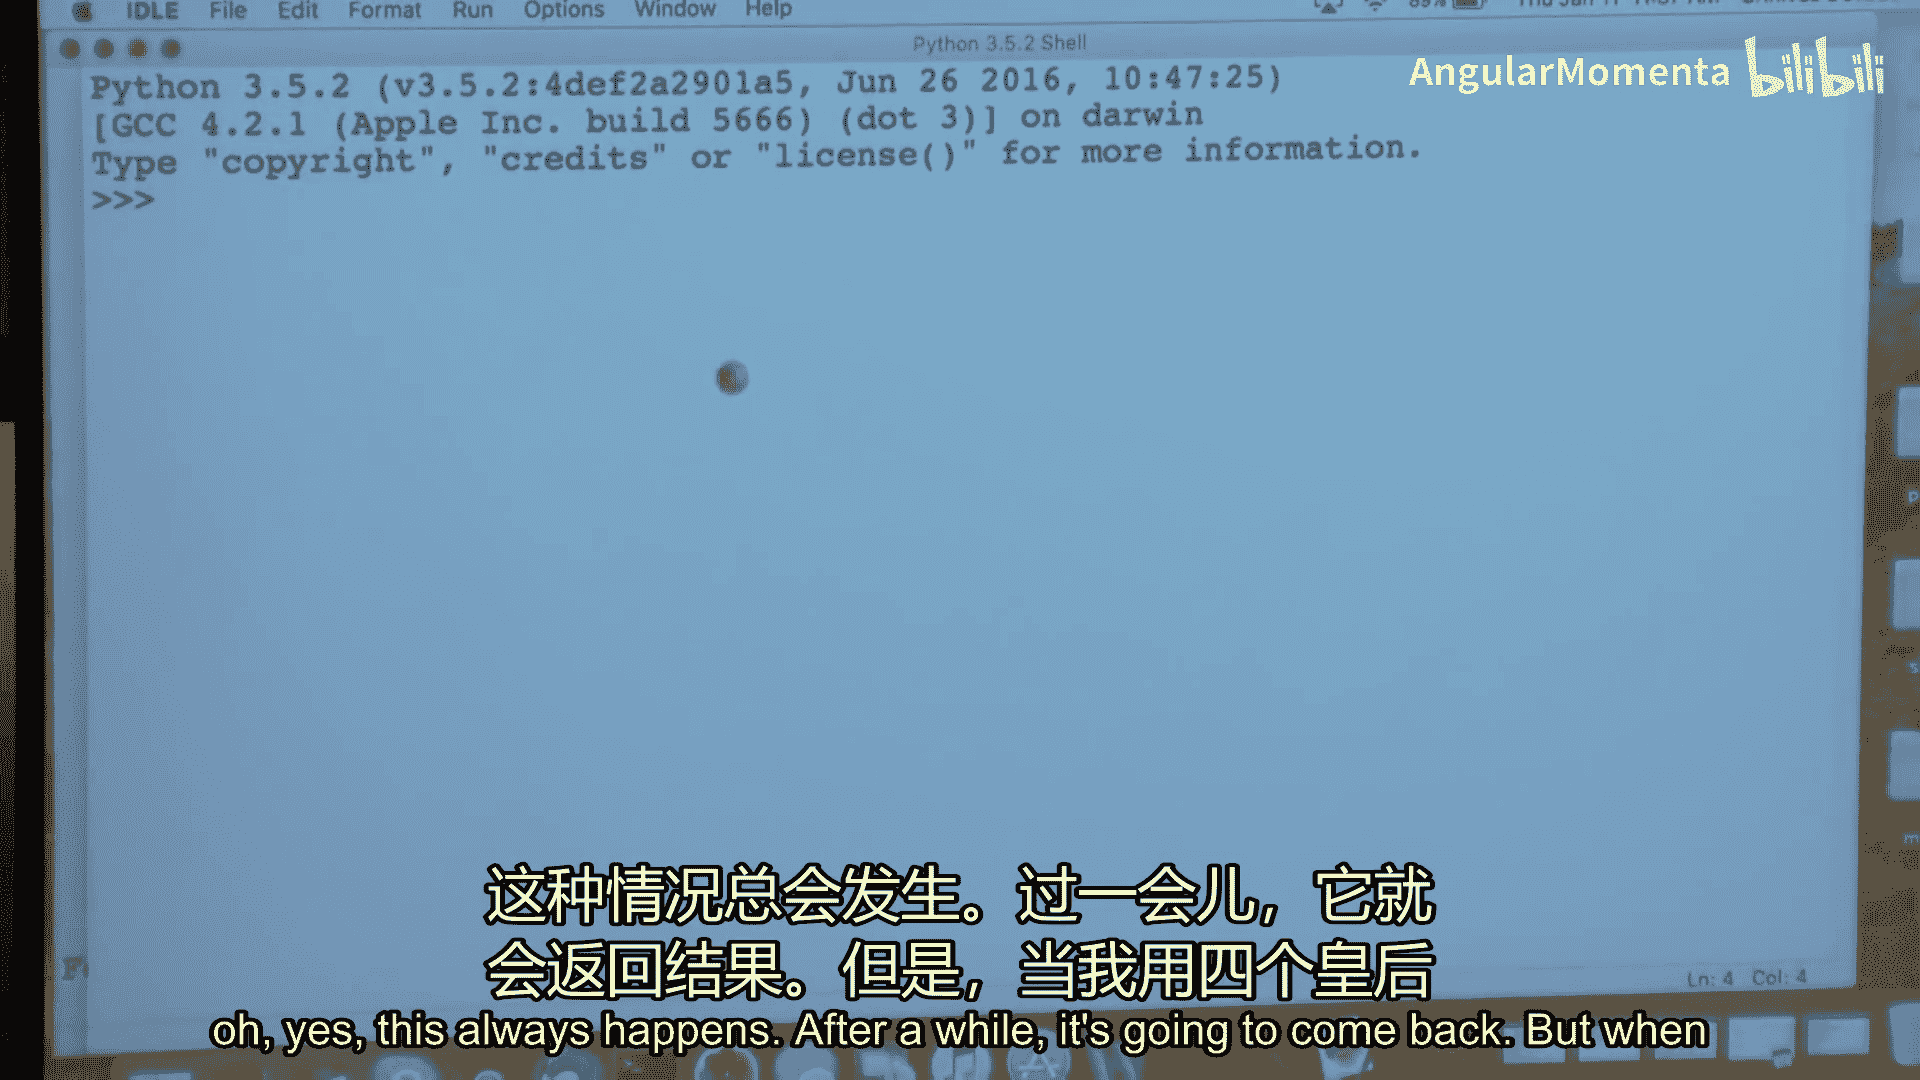 IDLE File Edit Format Run Options Window Help
Python 3.5.2 Shell
AngularMomenta bilibili
Python 3.5.2 (v3.5.2:4def2a2901a5, Jun 26 2016, 10:47:25)
[GCC 4.2.1 (Apple Inc. build 5666) (dot 3)] on darwin
Type "copyright", "credits" or "license()" for more information.
>>>
Ln: 4 Col: 4
这种情况总会发生。过一会儿，它就
会返回结果。但是，当我用四个皇后
oh, yes, this always happens. After a while, it's going to come back. But when